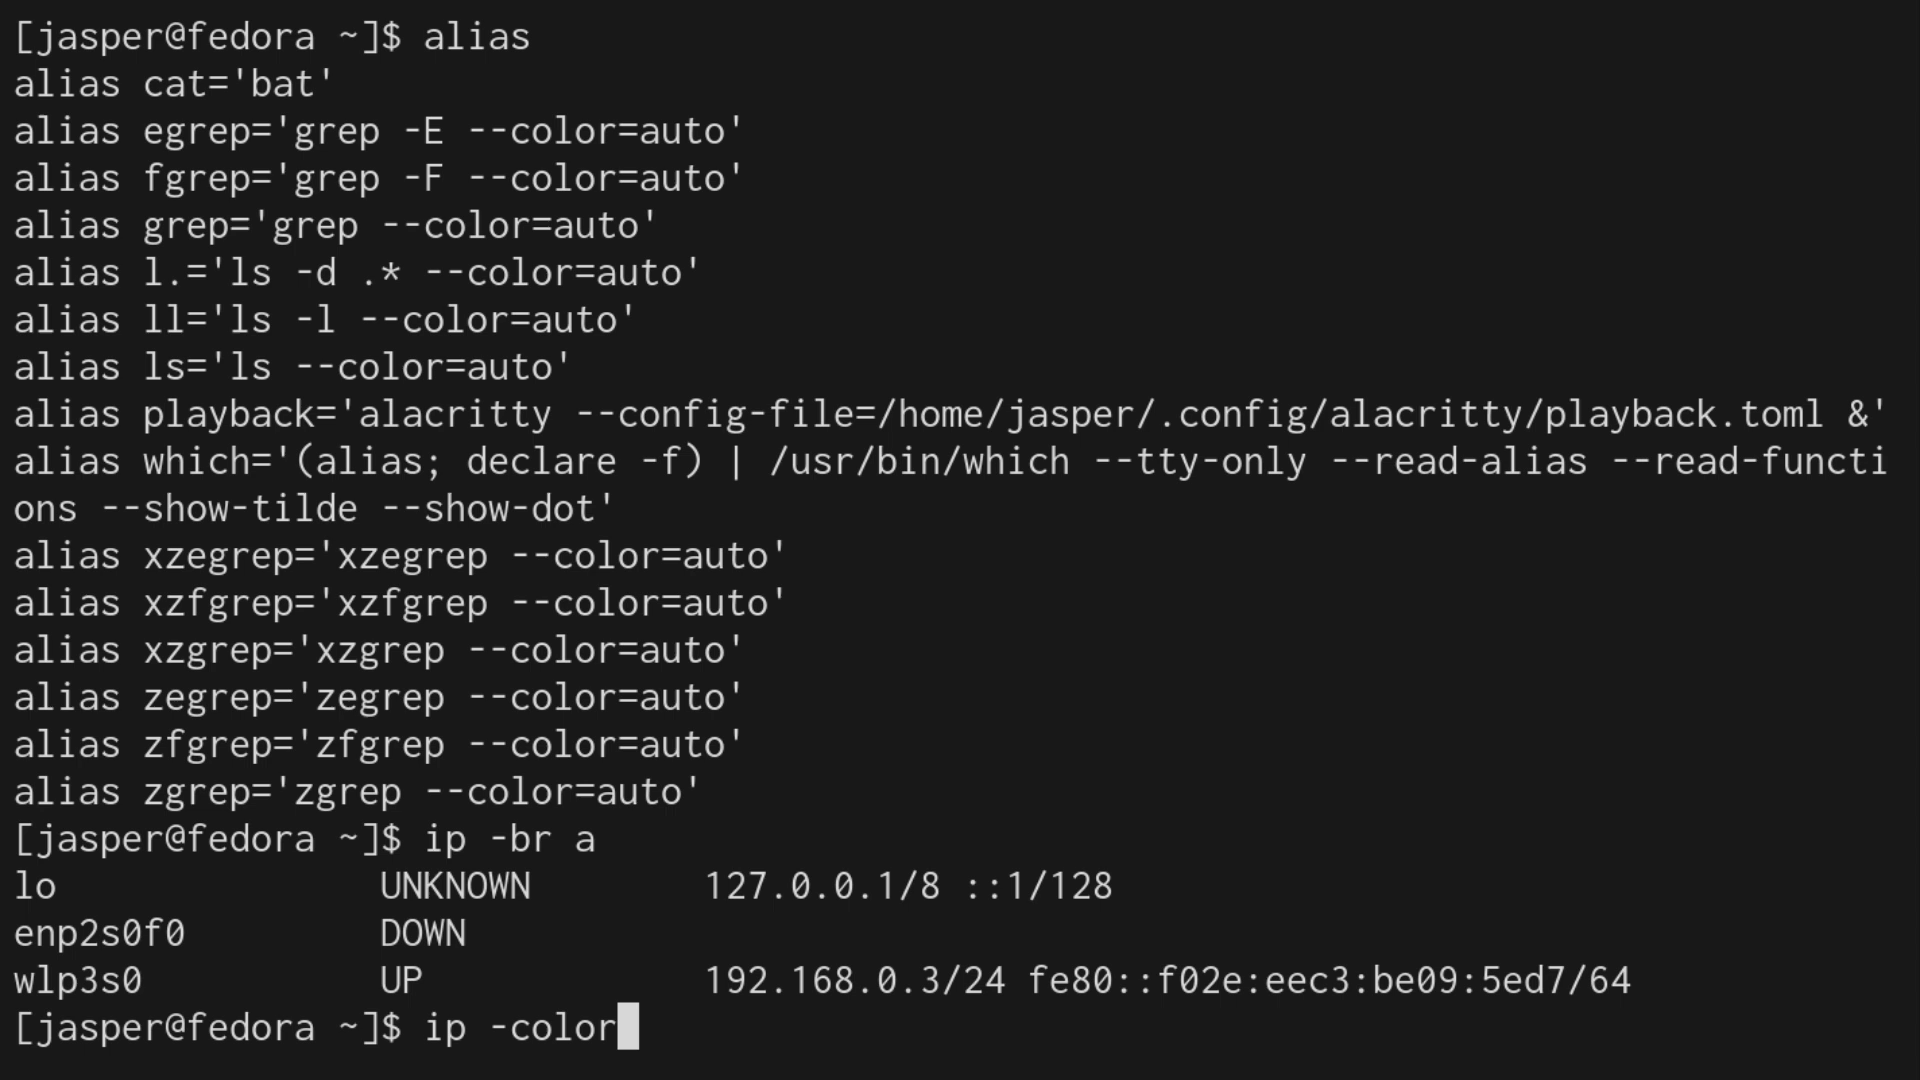 [jasper@fedora ~]$ alias
alias cat='bat'
alias egrep='grep -E --color=auto'
alias fgrep='grep -F --color=auto'
alias grep='grep --color=auto'
alias l.='ls -d .* --color=auto'
alias ll='ls -l --color=auto'
alias ls='ls --color=auto'
alias playback='alacritty --config-file=/home/jasper/.config/alacritty/playback.toml &'
alias which='(alias; declare -f) | /usr/bin/which --tty-only --read-alias --read-functi
ons --show-tilde --show-dot'
alias xzegrep='xzegrep --color=auto'
alias xzfgrep='xzfgrep --color=auto'
alias xzgrep='xzgrep --color=auto'
alias zegrep='zegrep --color=auto'
alias zfgrep='zfgrep --color=auto'
alias zgrep='zgrep --color=auto'
[jasper@fedora ~]$ ip -br a
lo               UNKNOWN        127.0.0.1/8 ::1/128
enp2s0f0         DOWN
wlp3s0           UP             192.168.0.3/24 fe80::f02e:eec3:be09:5ed7/64
[jasper@fedora ~]$ ip -color